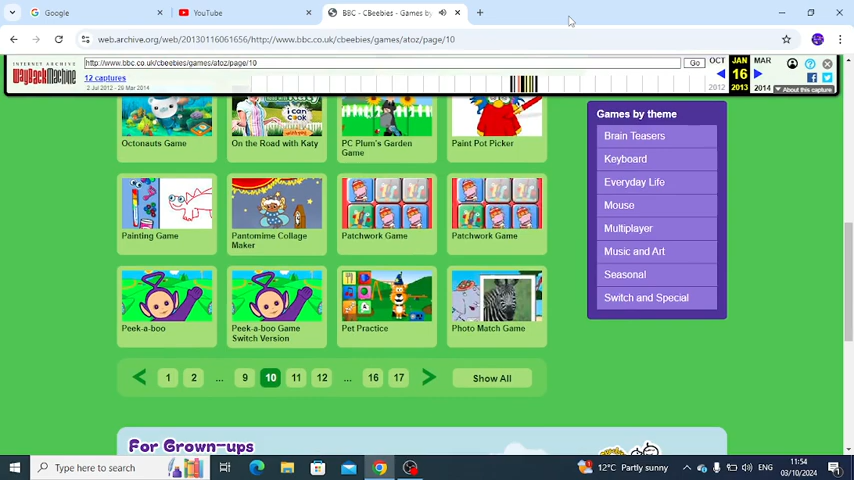 Google
YouTube
BBC - CBeebies - Games by
web.archive.org/web/20130116061656/http://www.bbc.co.uk/cbeebies/games/atoz/page/10
INTERNET ARCHIVE
WayBackMachine
http://www.bbc.co.uk/cbeebies/games/atoz/page/10
Go
OCT JAN MAR
12 captures
16
2 Jul 2012 - 29 Mar 2014
2012 2013 2014
About this capture
Octonauts Game
On the Road with Katy
i can cook
PC Plum's Garden Game
Paint Pot Picker
Painting Game
Pantomime Collage Maker
Patchwork Game
Patchwork Game
Peek-a-boo
Peek-a-boo Game Switch Version
Pet Practice
Photo Match Game
1 2 ... 9 10 11 12 ... 16 17
Show All
Games by theme
Brain Teasers
Keyboard
Everyday Life
Mouse
Multiplayer
Music and Art
Seasonal
Switch and Special
For Grown-ups
Type here to search
12°C Partly sunny
ENG
11:54
03/10/2024